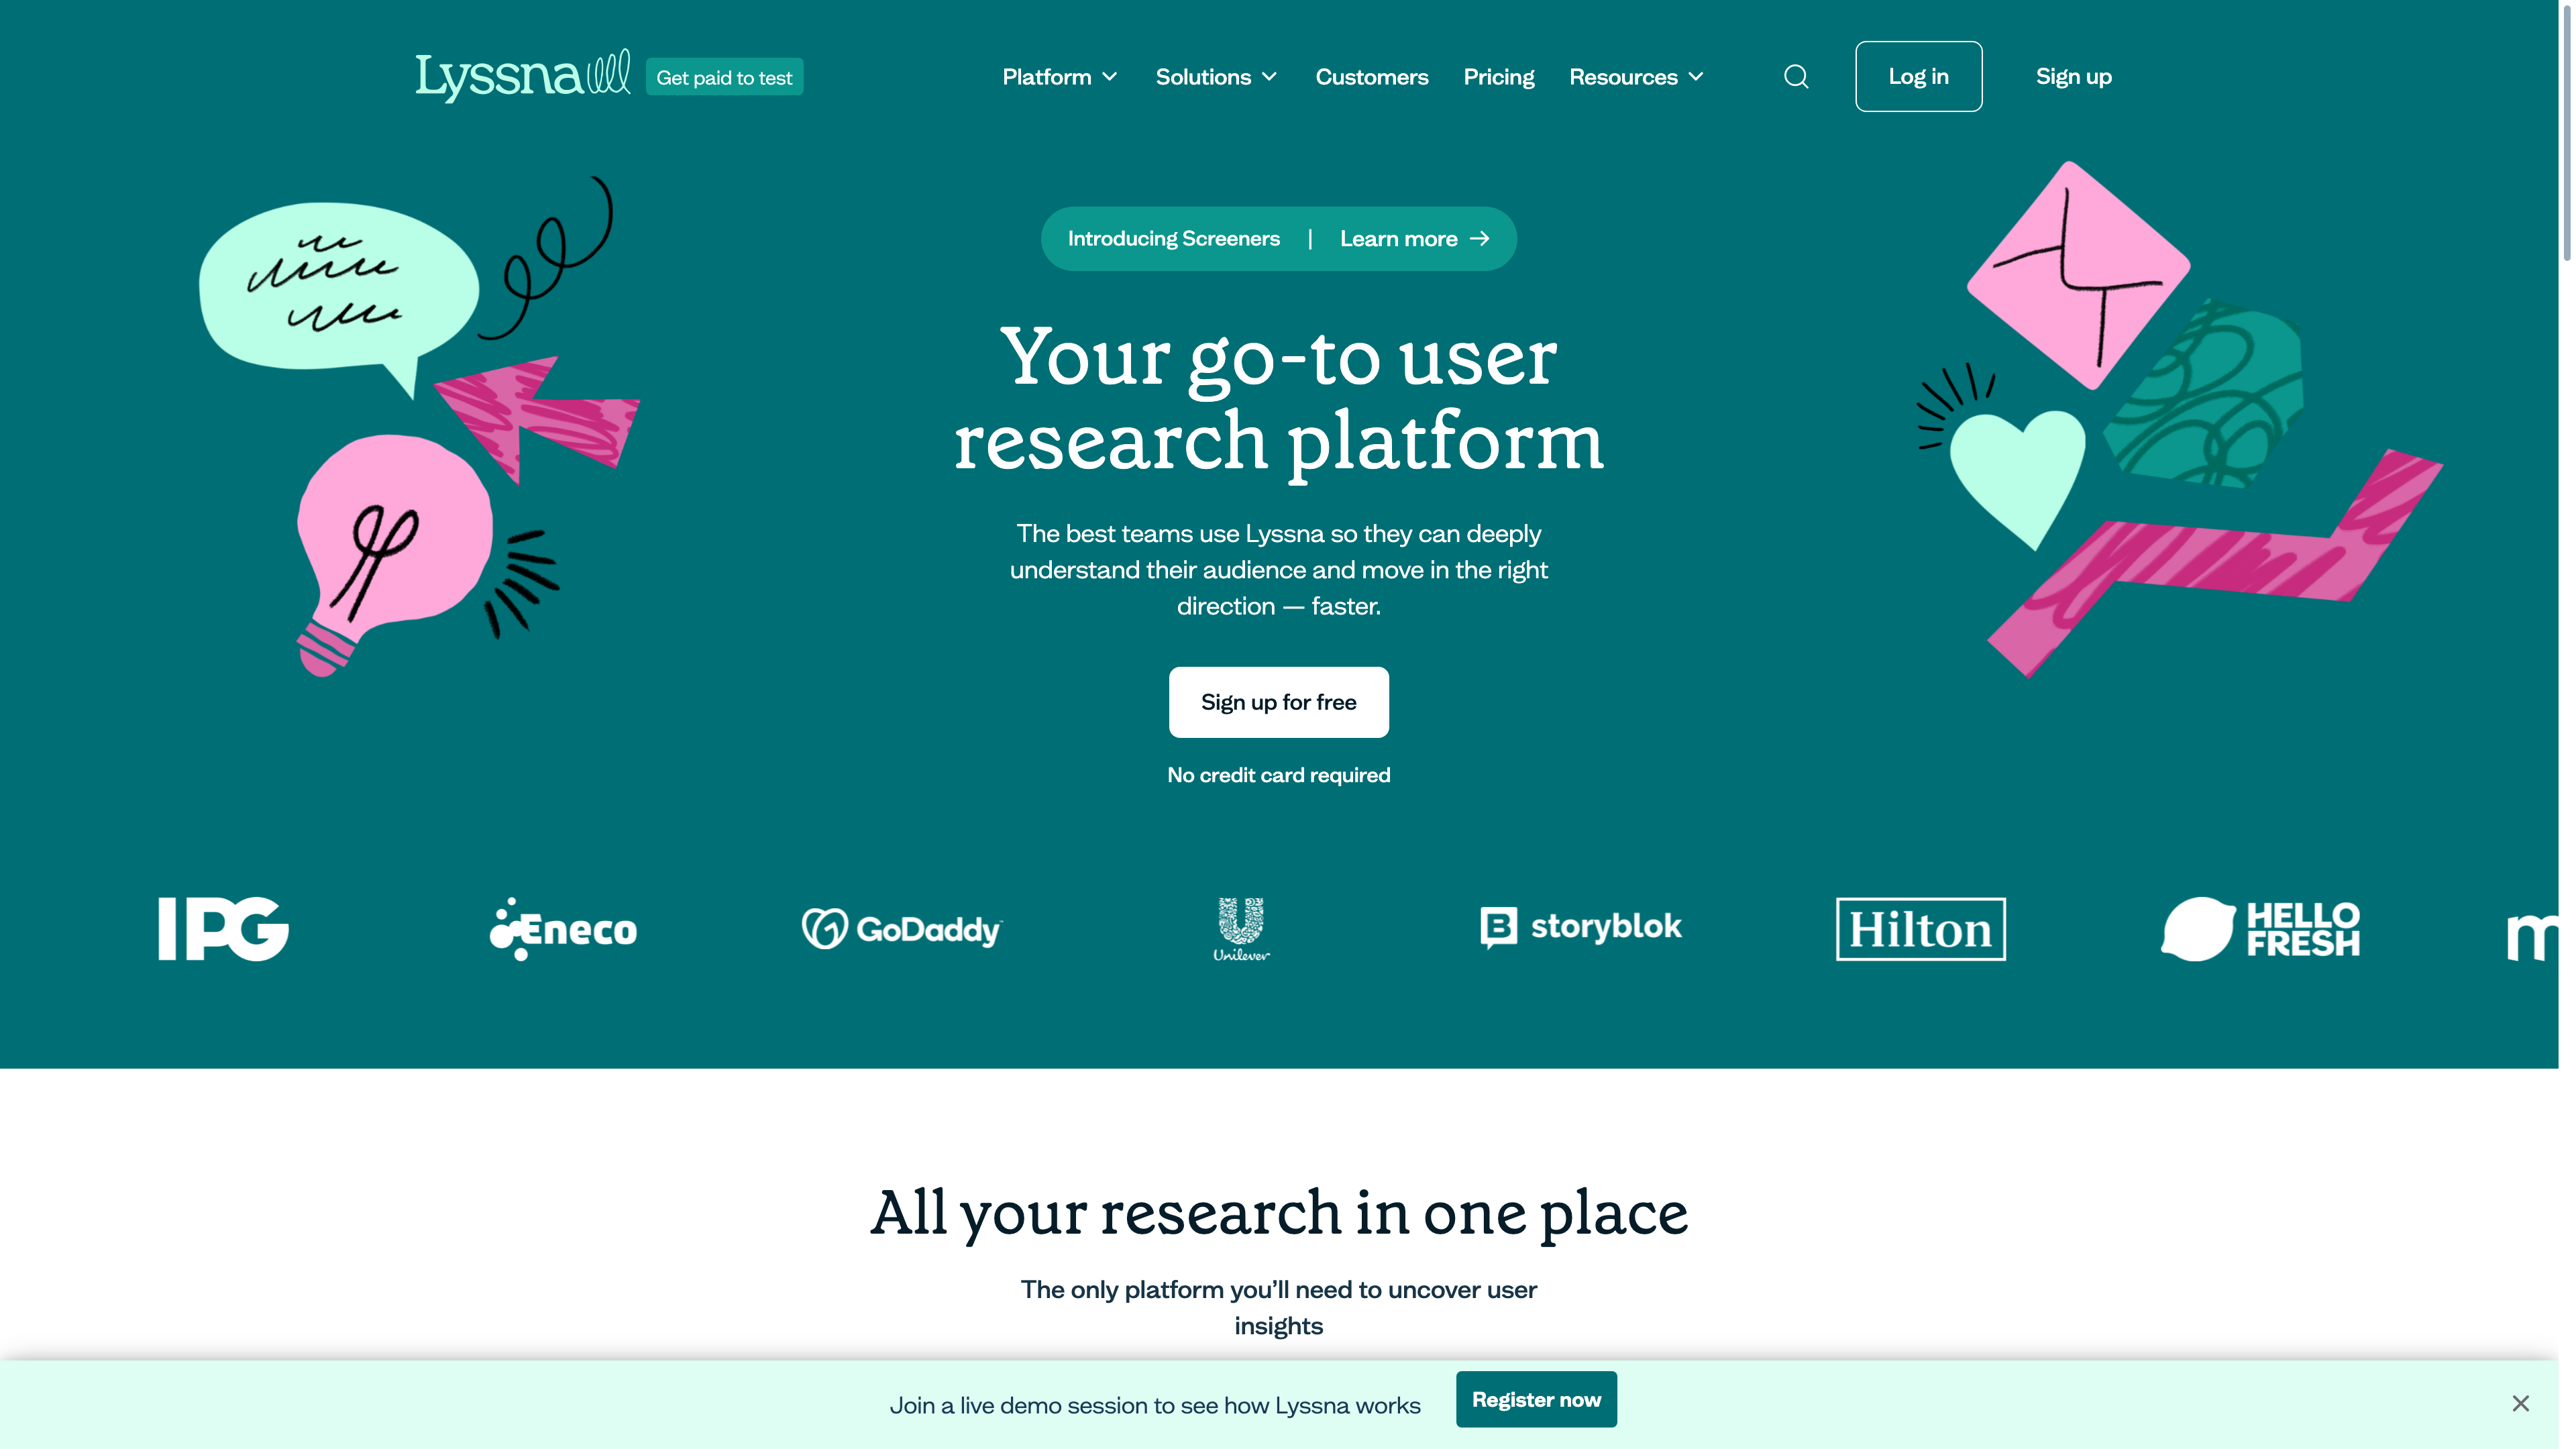 Lyssna
Get paid to test
Platform
Solutions
Customers
Pricing
Resources
Log in
Sign up
Introducing Screeners | Learn more →
Your go-to user
research platform
The best teams use Lyssna so they can deeply
understand their audience and move in the right
direction — faster.
Sign up for free
No credit card required
IPG
Eneco
GoDaddy
Unilever
storyblok
Hilton
HELLO
FRESH
All your research in one place
The only platform you’ll need to uncover user
insights
Join a live demo session to see how Lyssna works
Register now